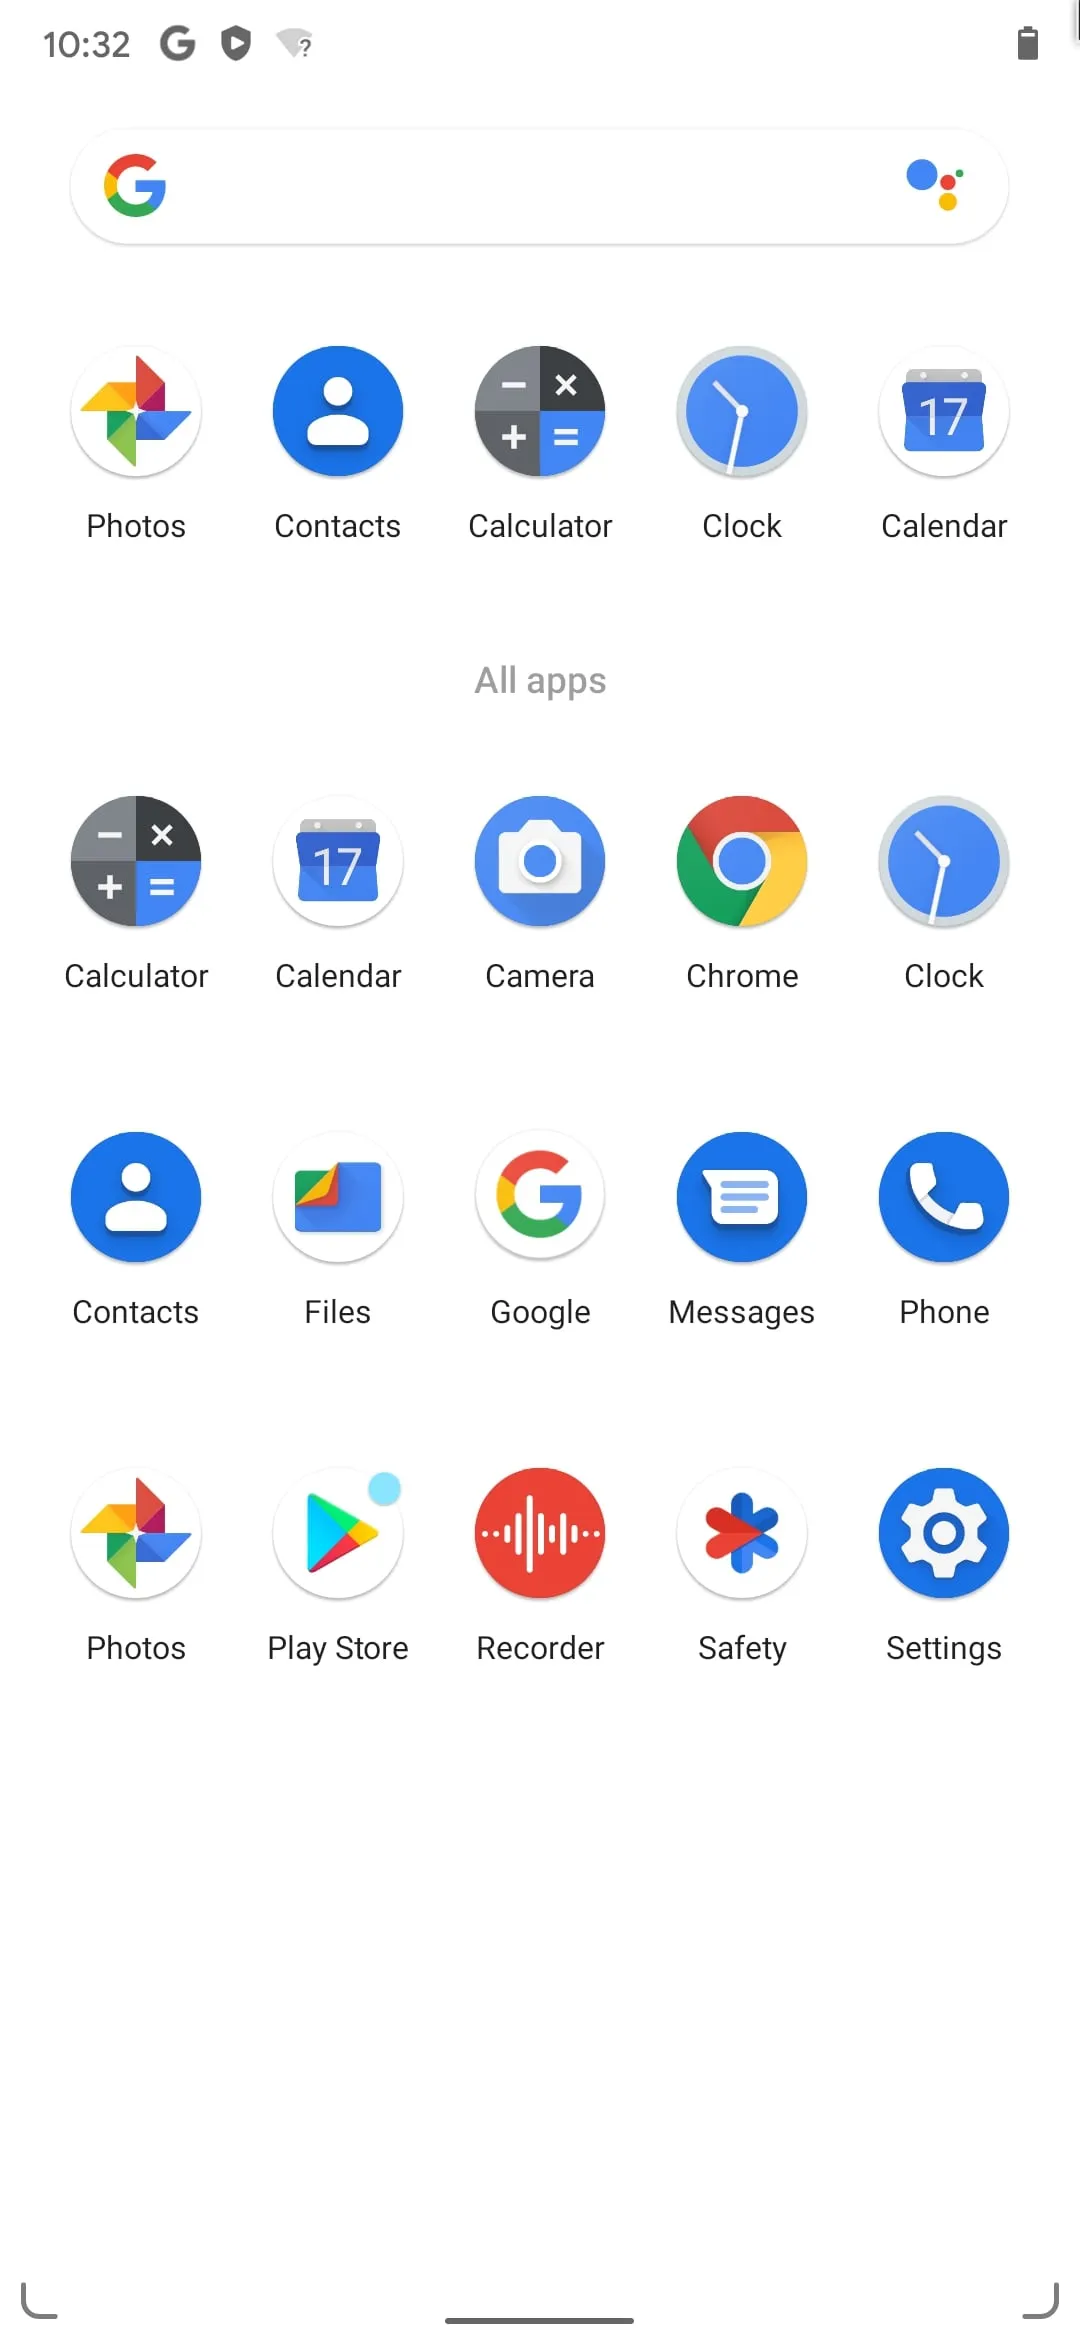 10:32
Photos Contacts Calculator Clock Calendar
17
All apps
17
Calculator Calendar Camera Chrome Clock
Contacts Files Google Messages Phone
Photos Play Store Recorder Safety Settings